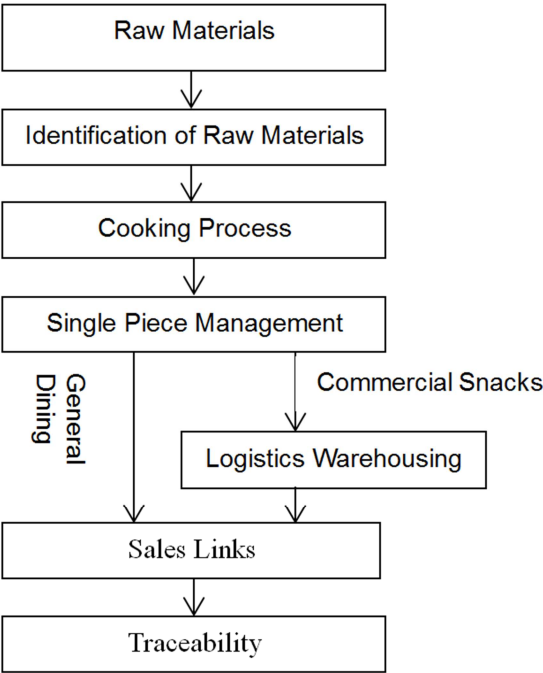 Raw Materials
Identification of Raw Materials
Cooking Process
Single Piece Management
General
Dining
Commercial Snacks
Logistics Warehousing
Sales Links
Traceability